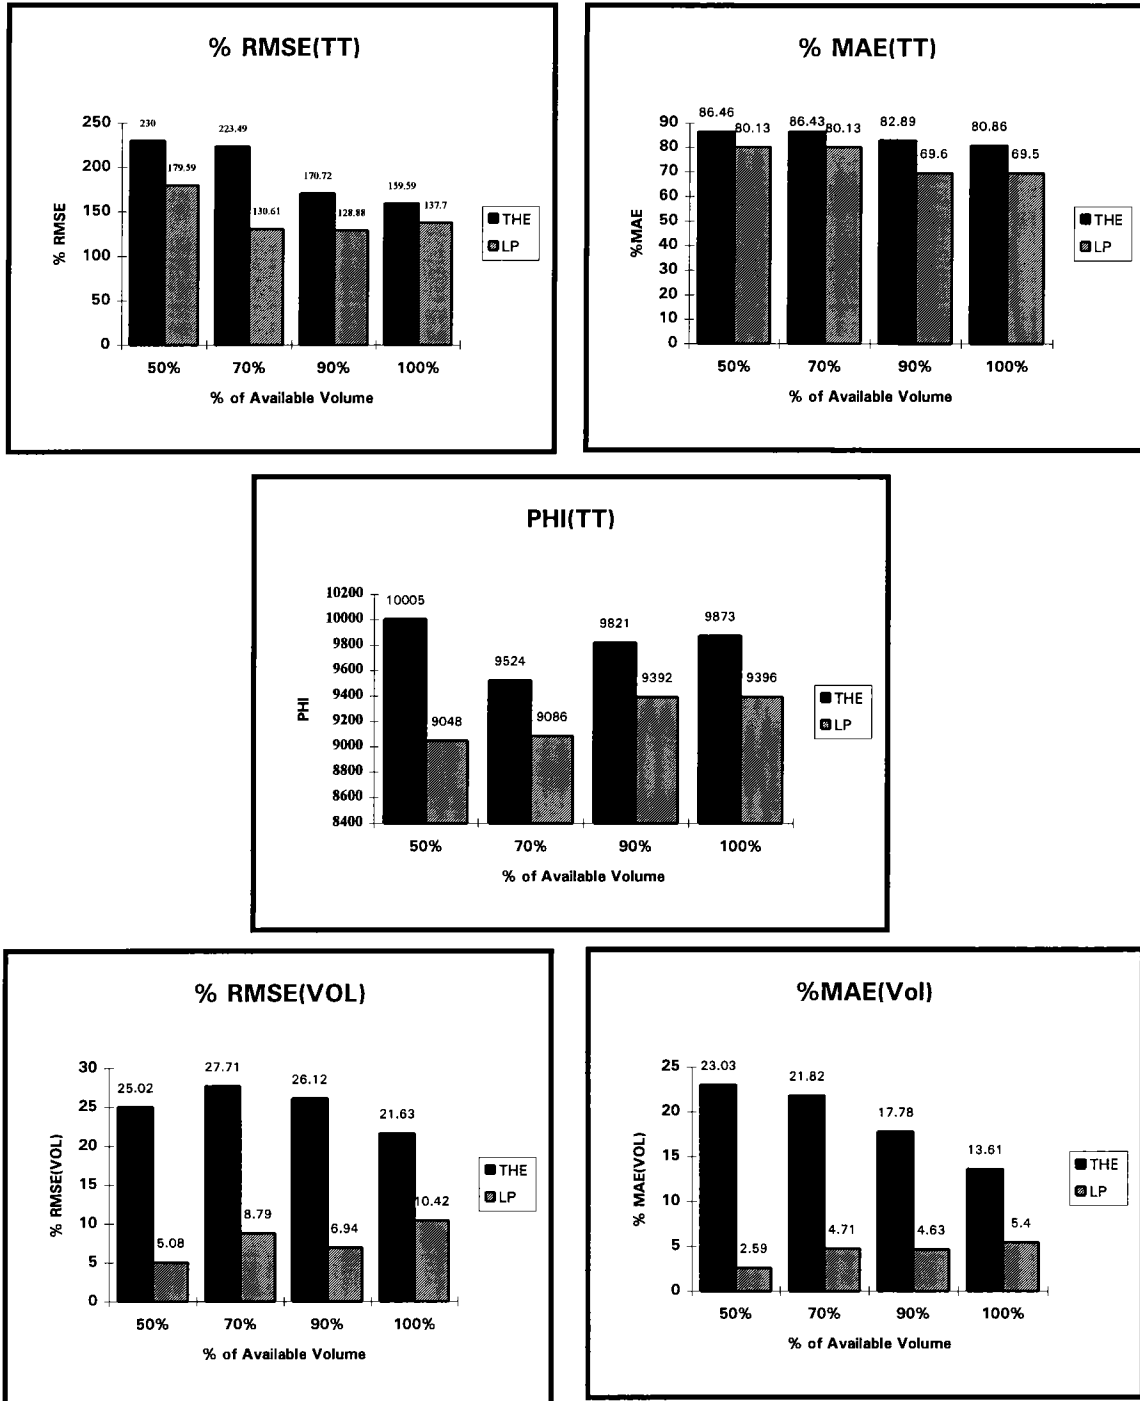 % RMSE(TT)
250
200
150
100
50
0
% RMSE
230
179.59
223.49
130.61
170.72
128.88
159.59
137.7
50% 70% 90% 100%
% of Available Volume
THE
LP
% MAE(TT)
90
80
70
60
50
40
30
20
10
0
%MAE
86.46
80.13
86.43
80.13
82.89
69.6
80.86
69.5
50% 70% 90% 100%
% of Available Volume
THE
LP
PHI(TT)
10200
10000
9800
9600
9400
9200
9000
8800
8600
8400
PHI
10005
9048
9524
9086
9821
9392
9873
9396
50% 70% 90% 100%
% of Available Volume
THE
LP
% RMSE(VOL)
30
25
20
15
10
5
0
% RMSE(VOL)
25.02
5.08
27.71
8.79
26.12
6.94
21.63
10.42
50% 70% 90% 100%
% of Available Volume
THE
LP
%MAE(Vol)
25
20
15
10
5
0
% MAE(VOL)
23.03
2.59
21.82
4.71
17.78
4.63
13.61
5.4
50% 70% 90% 100%
% of Available Volume
THE
LP